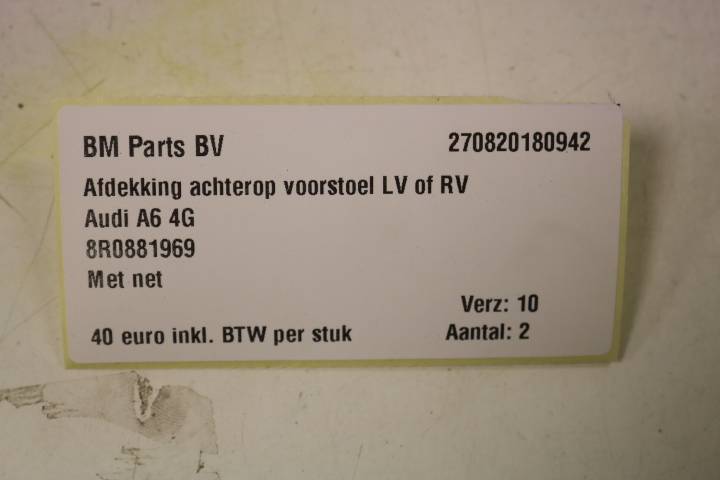 BM Parts BV 270820180942
Afdekking achterop voorstoel LV of RV
Audi A6 4G
8R0881969
Met net
Verz: 10
40 euro inkl. BTW per stuk Aantal: 2